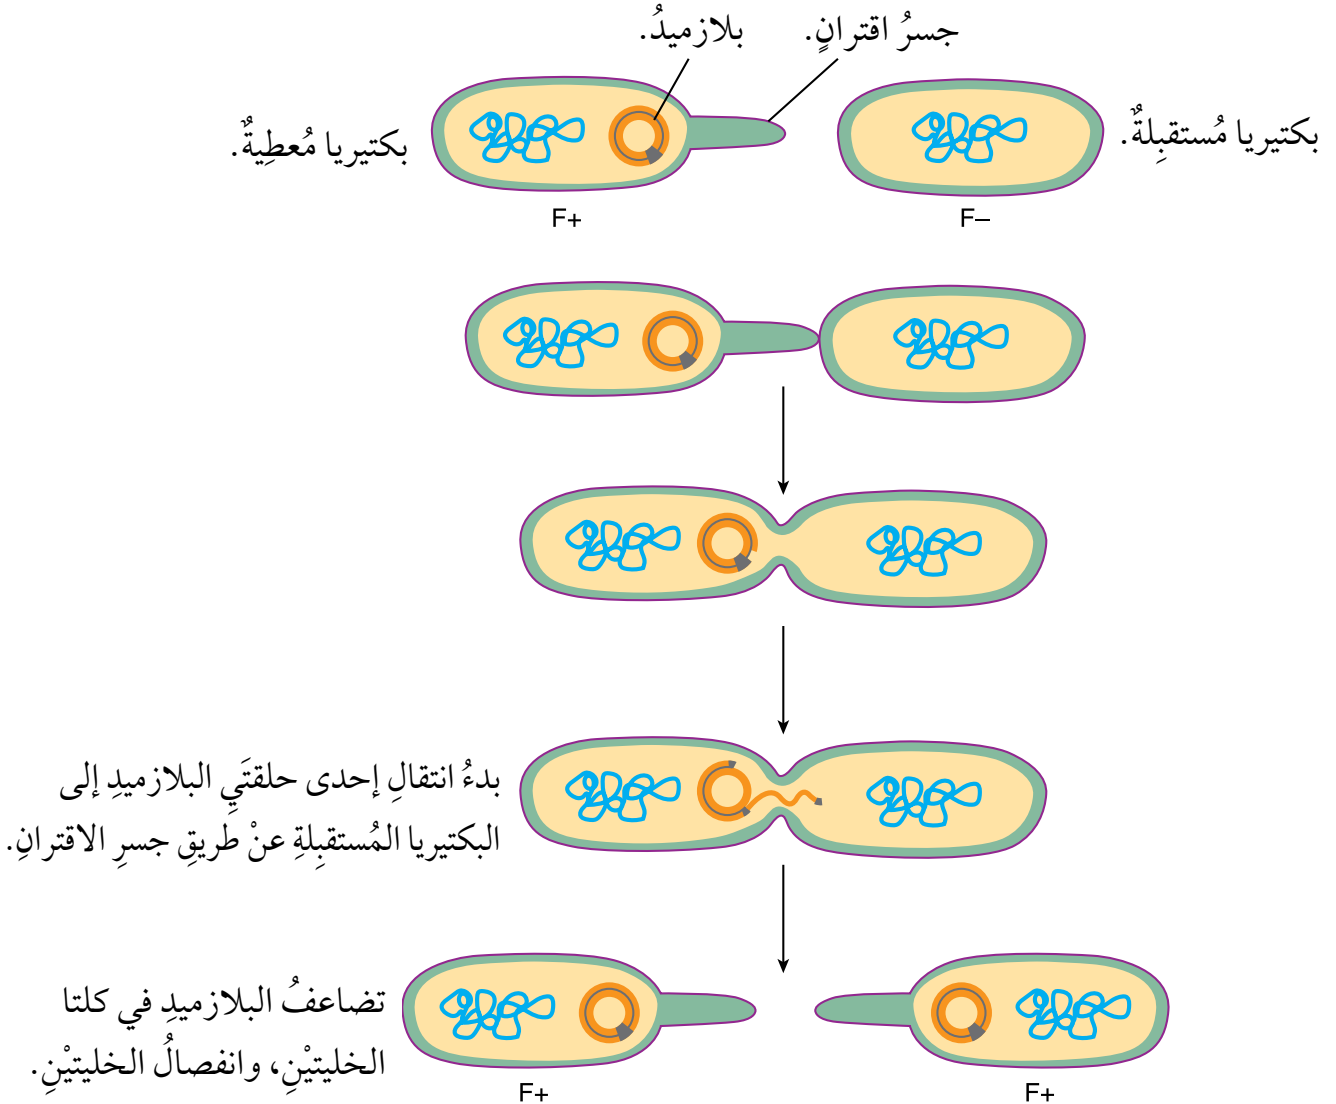 جسرُ اقترانٍ.
بلازميدُ.
بكتيريا مُستقبِلةٌ.
بكتيريا مُعطِيةٌ.
F–
F+
بدءُ انتقالِ إحدى حلقتَيِ البلازميدِ إلى
البكتيريا المُستقبِلةِ عنْ طريقِ جسرِ الاقترانِ.
تضاعفُ البلازميدِ في كلتا
الخليتيْنِ، وانفصالُ الخليتيْنِ.
F+
F+